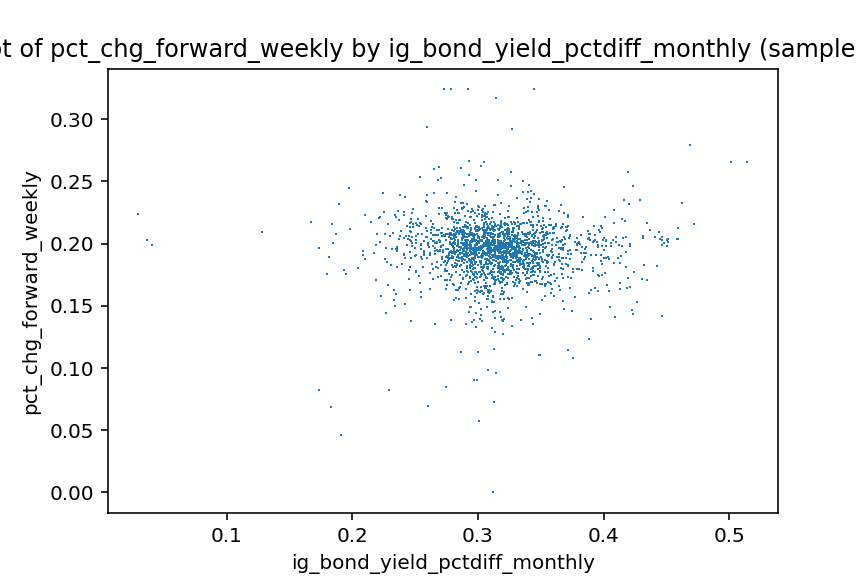 of pct_chg_forward_weekly by ig_bond_yield_pctdiff_monthly (sample
0.30
0.25
0.20
0.15
0.10
0.05
0.00
pct_chg_forward_weekly
0.1 0.2 0.3 0.4 0.5
ig_bond_yield_pctdiff_monthly